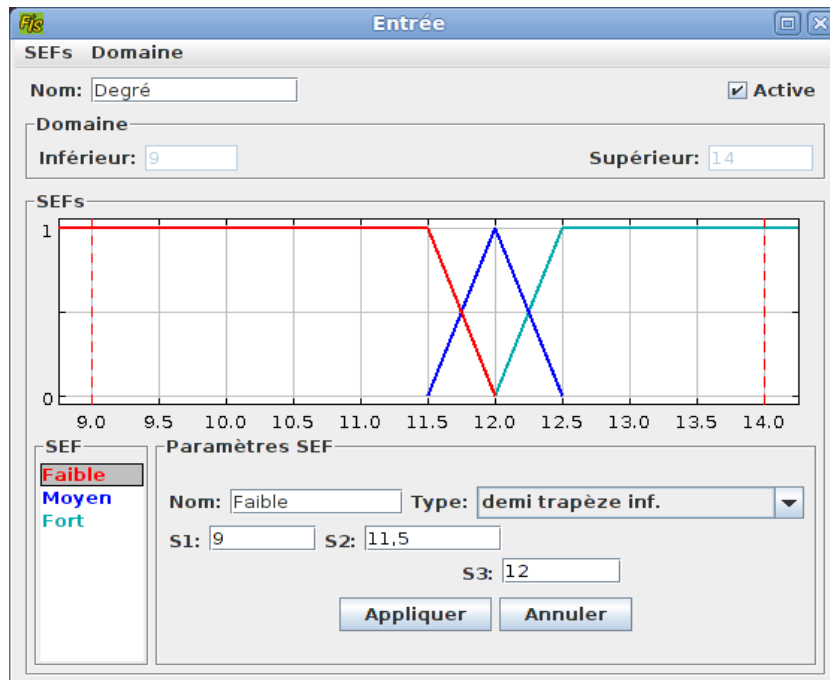 Fis Entrée
SEFs Domaine
Nom: Degré Active
Domaine
Inférieur: 9 Supérieur: 14
SEFs
1
0
9.0 9.5 10.0 10.5 11.0 11.5 12.0 12.5 13.0 13.5 14.0
SEF Paramètres SEF
Faible
Moyen
Fort
Nom: Faible Type: demi trapèze inf.
S1: 9 S2: 11,5
S3: 12
Appliquer Annuler